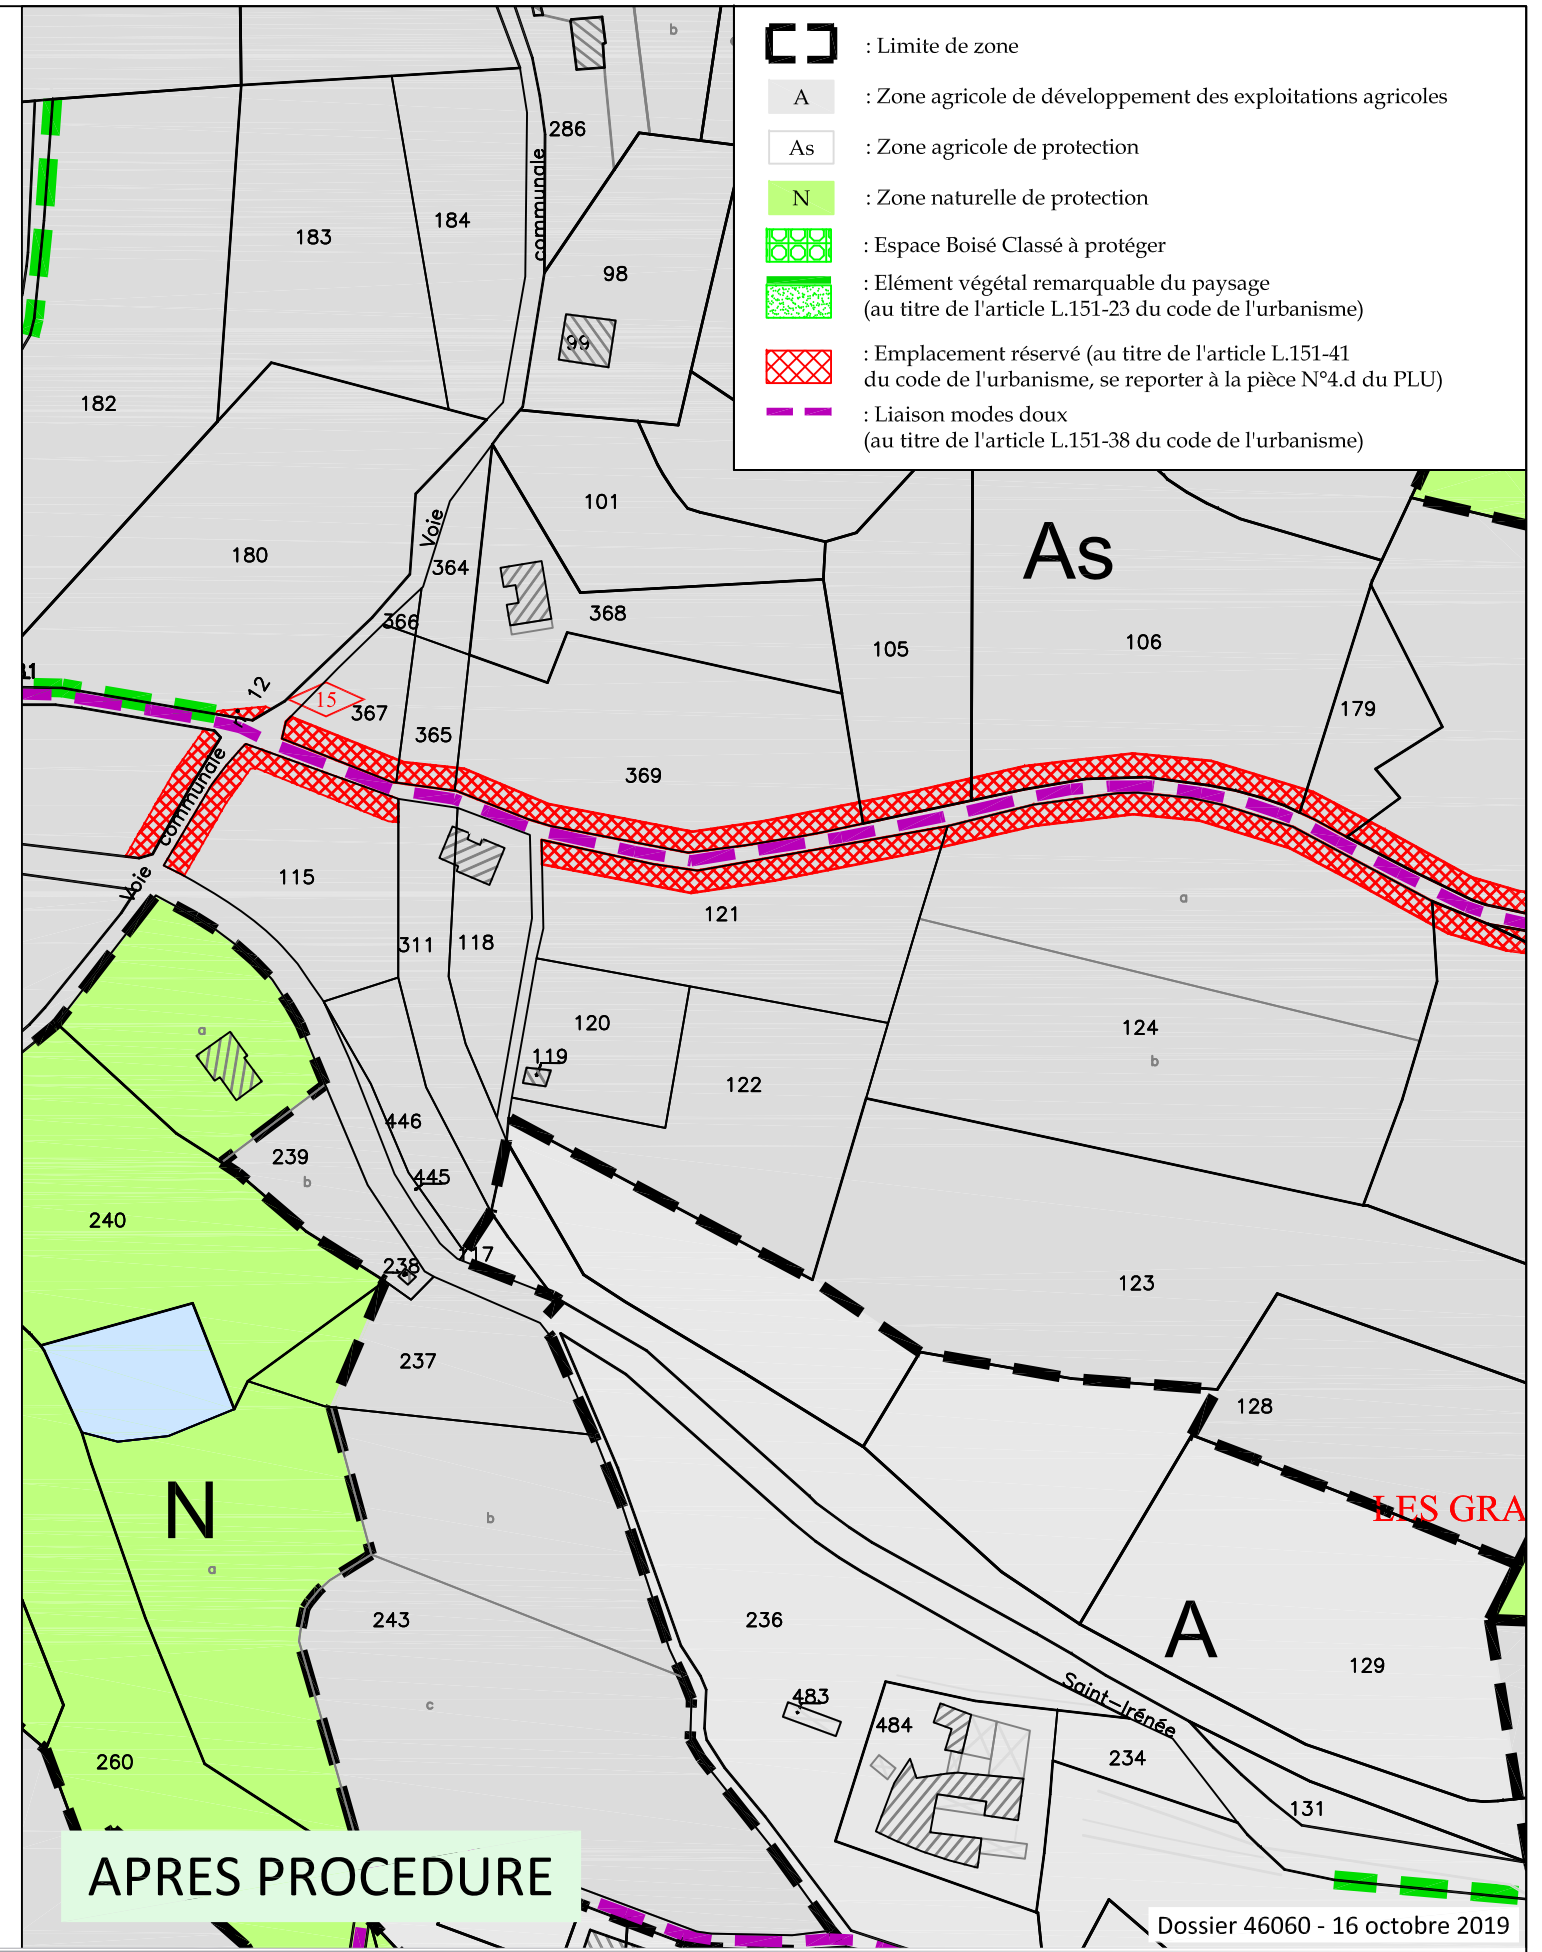 : Limite de zone
A : Zone agricole de développement des exploitations agricoles
As : Zone agricole de protection
N : Zone naturelle de protection
: Espace Boisé Classé à protéger
: Elément végétal remarquable du paysage
(au titre de l'article L.151-23 du code de l'urbanisme)
: Emplacement réservé (au titre de l'article L.151-41
du code de l'urbanisme, se reporter à la pièce N°4.d du PLU)
: Liaison modes doux
(au titre de l'article L.151-38 du code de l'urbanisme)
b
286
communale
184
183
98
99
182
101
Voie
As
180
364
366
368
105
106
12
15
367
179
365
369
communale
Voie
115
a
121
311
118
a
120
124
119
b
122
446
239
445
b
240
238
123
237
128
N
LES GRA
b
a
243
236
A
129
c
483
Saint-Irénée
484
234
260
131
APRES PROCEDURE
Dossier 46060 - 16 octobre 2019